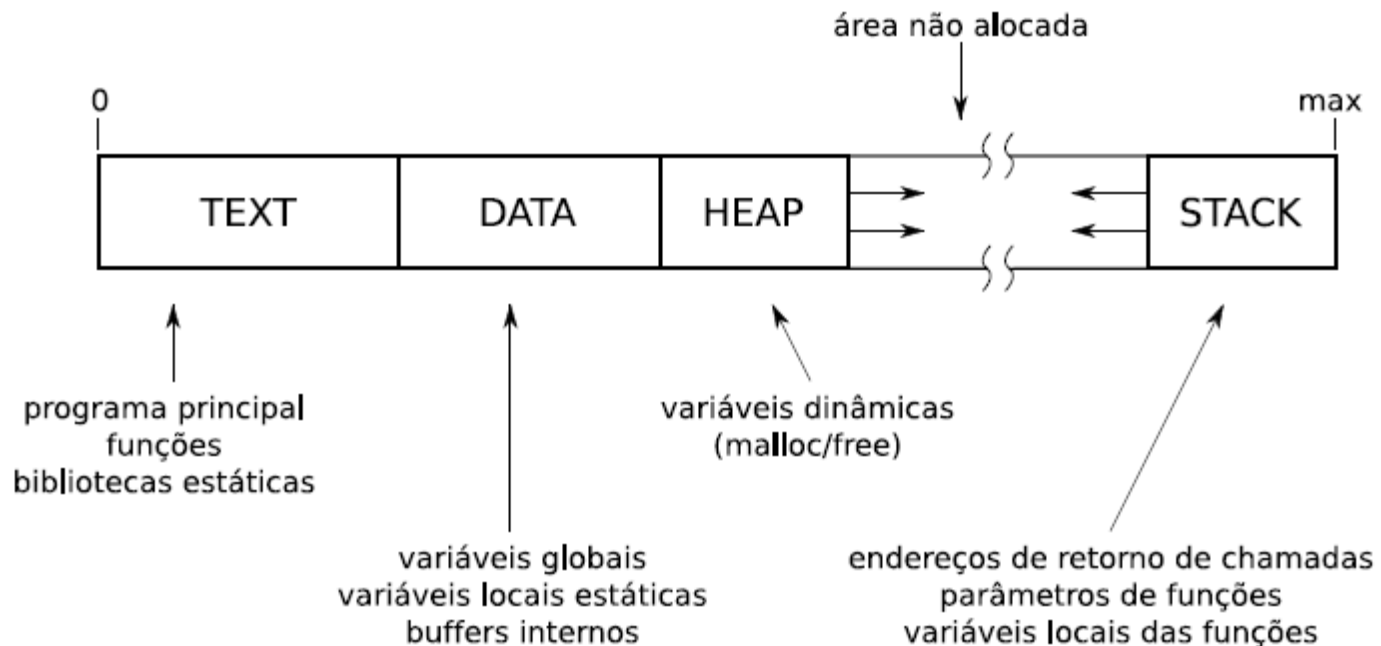 área não alocada
0
max
TEXT
DATA
HEAP
STACK
programa principal
funções
bibliotecas estáticas
variáveis dinâmicas
(malloc/free)
variáveis globais
variáveis locais estáticas
buffers internos
endereços de retorno de chamadas
parâmetros de funções
variáveis locais das funções